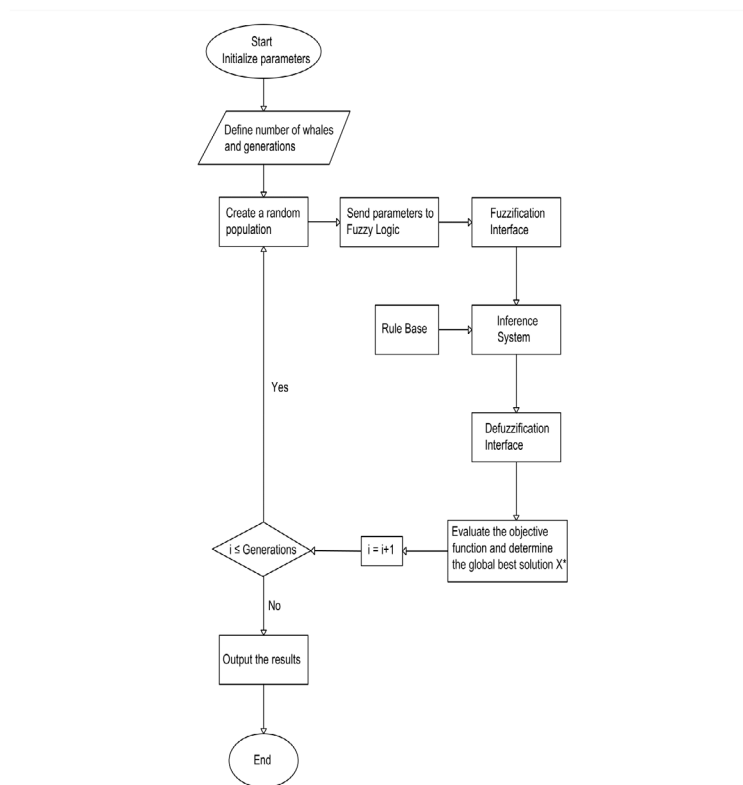 Start
Initialize parameters
Define number of whales
and generations
Create a random
population
Send parameters to
Fuzzy Logic
Fuzzification
Interface
Rule Base
Inference
System
Defuzzification
Interface
Evaluate the objective
function and determine
the global best solution X*
i = i+1
i ≤ Generations
Yes
No
Output the results
End